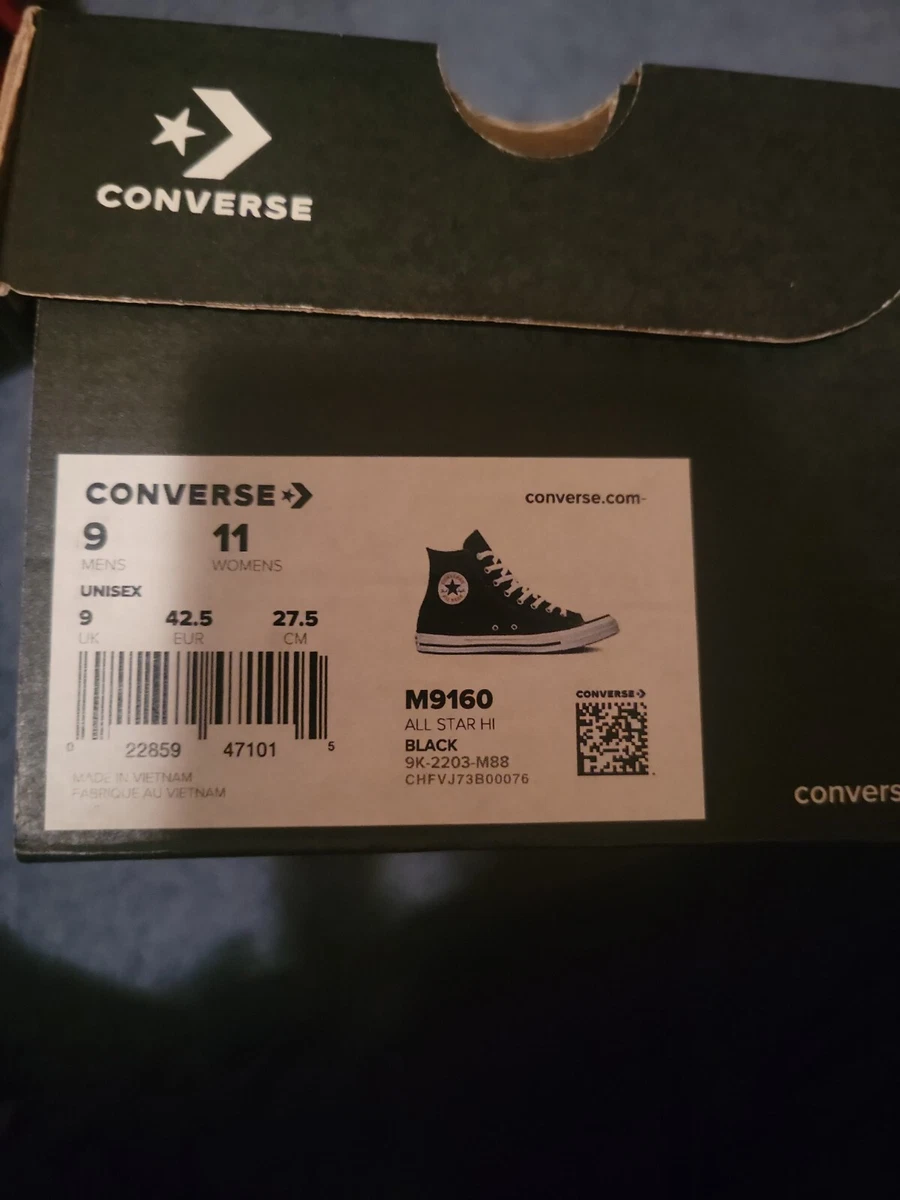 CONVERSE
CONVERSE
converse.com
9 11
MENS WOMENS
UNISEX
9 42.5 27.5
UK EUR CM
0 22859 47101 5
MADE IN VIETNAM
FABRIQUE AU VIETNAM
M9160
ALL STAR HI
BLACK
9K-2203-M88
CHFVJ73B00076
CONVERSE
convers